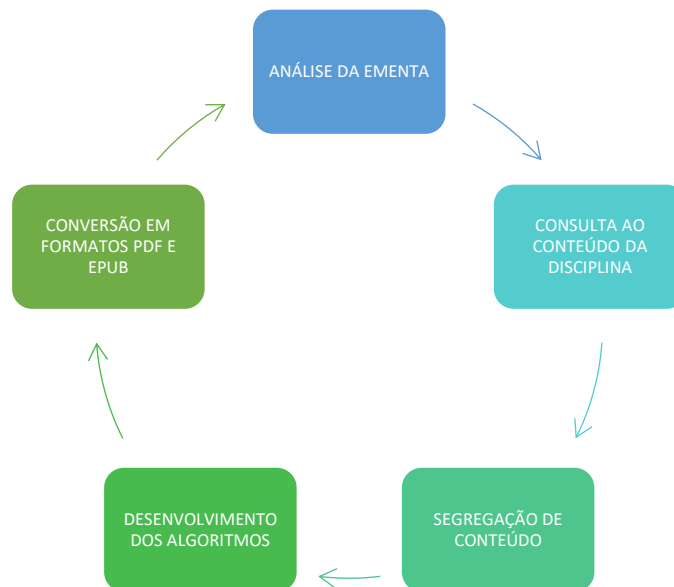 ANÁLISE DA EMENTA
CONSULTA AO
CONTEÚDO DA
DISCIPLINA
SEGREGAÇÃO DE
CONTEÚDO
DESENVOLVIMENTO
DOS ALGORITMOS
CONVERSÃO EM
FORMATOS PDF E
EPUB